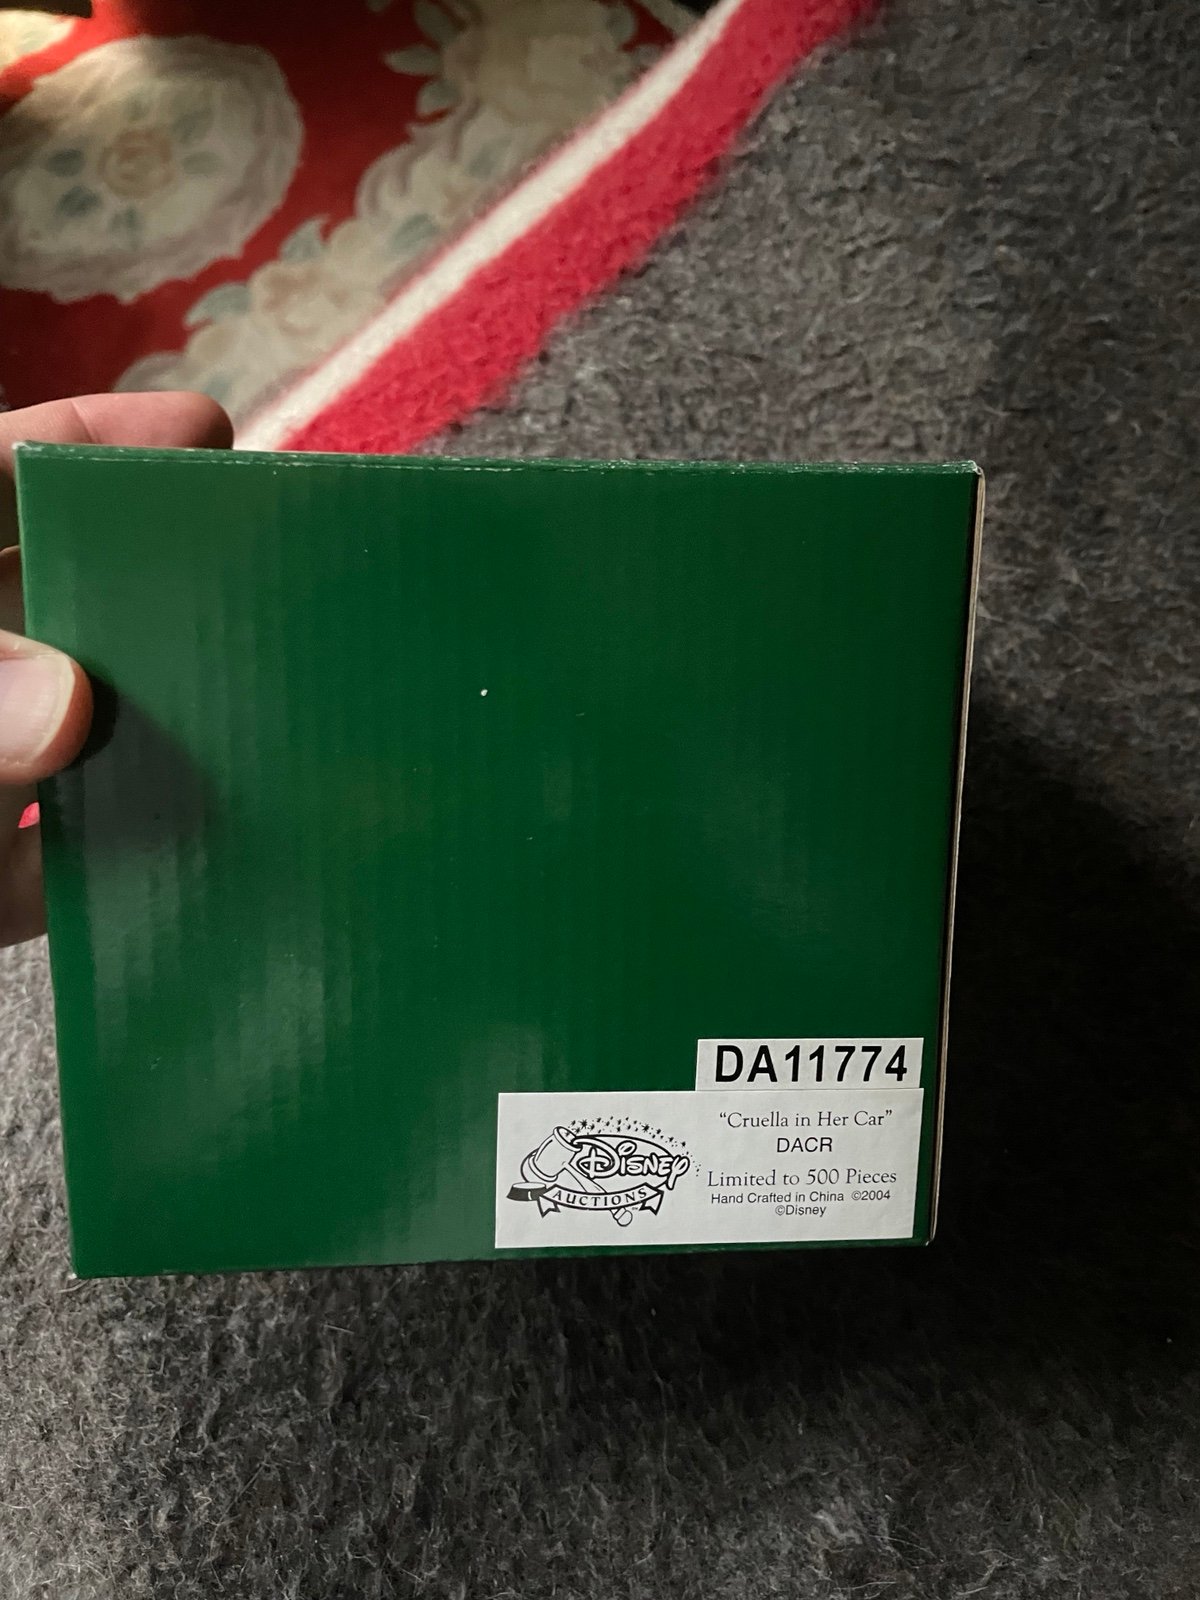 DA11774
DISNEY
AUCTIONS
"Cruella in Her Car"
DACR
Limited to 500 Pieces
Hand Crafted in China ©2004
©Disney